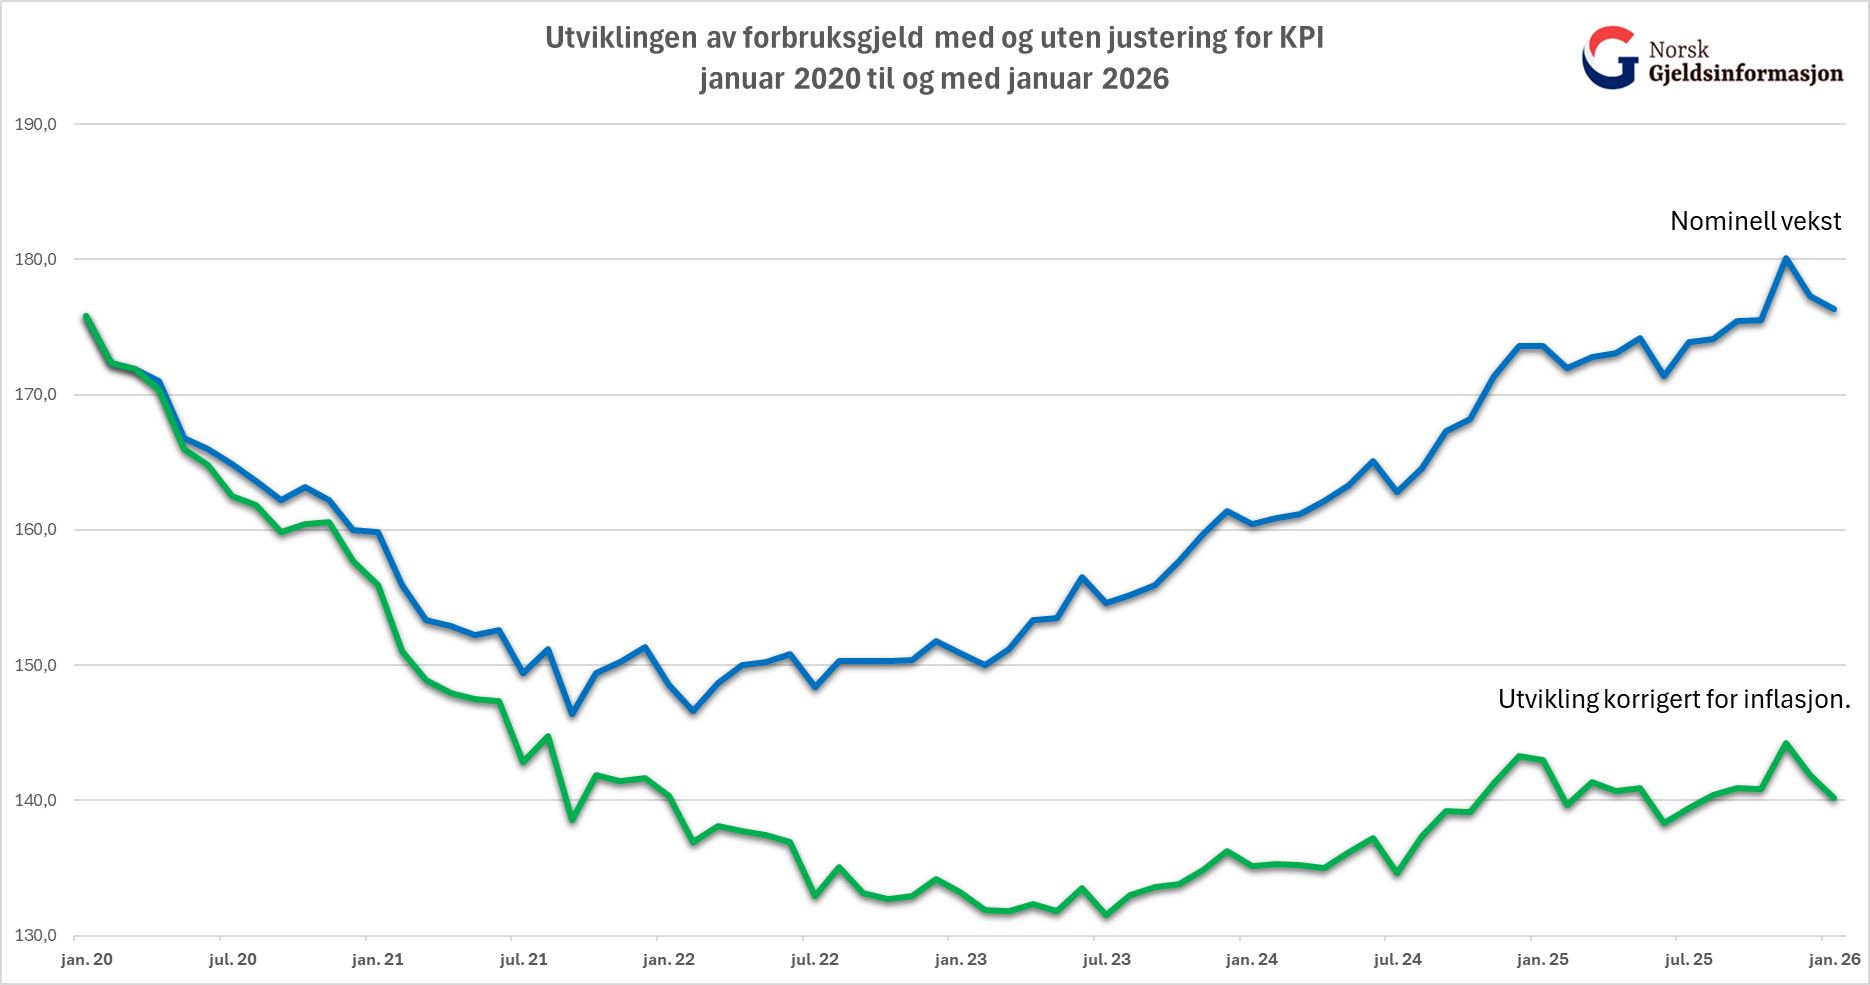 Utviklingen av forbruksgjeld med og uten justering for KPI
januar 2020 til og med januar 2026
Norsk
Gjeldsinformasjon
190,0
Nominell vekst
180,0
170,0
160,0
150,0
Utvikling korrigert for inflasjon.
140,0
130,0
jan. 20 jul. 20 jan. 21 jul. 21 jan. 22 jul. 22 jan. 23 jul. 23 jan. 24 jul. 24 jan. 25 jul. 25 jan. 26